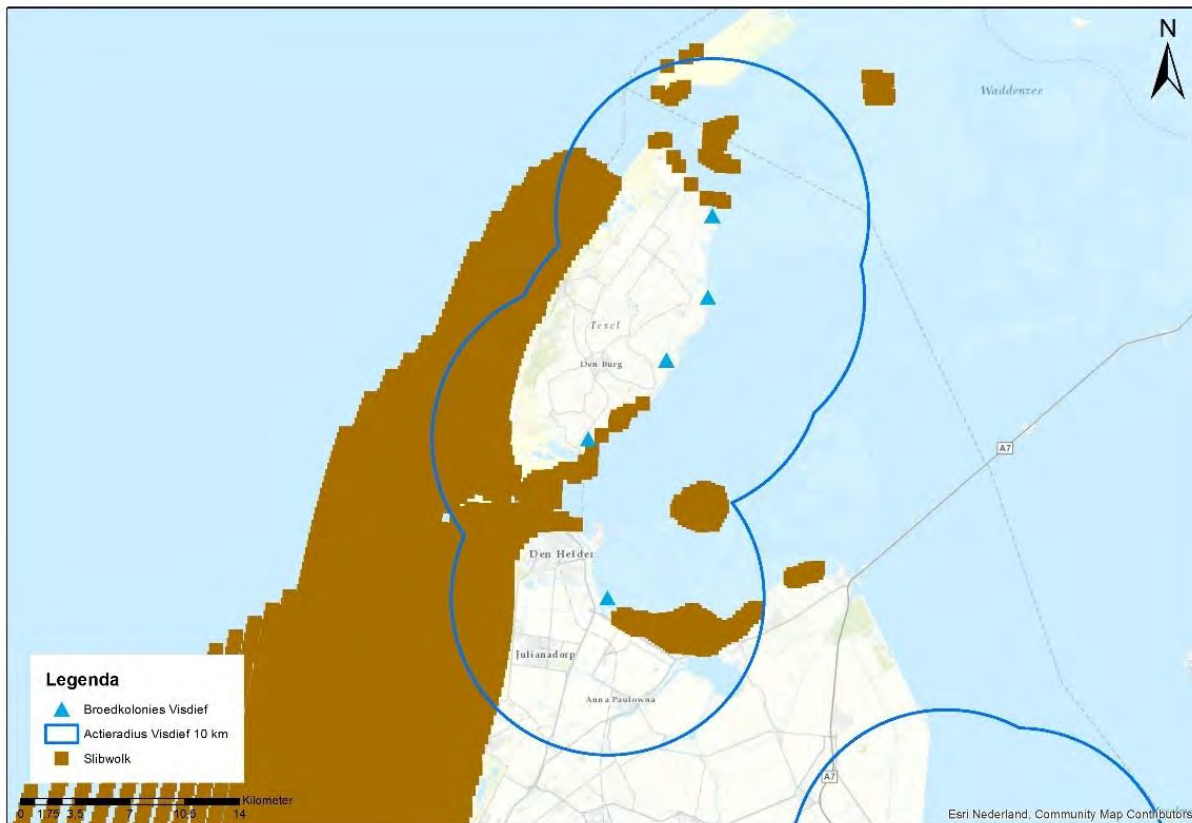 N
Waddenzee
Texel
Den Burg
A7
Den Helder
Julianadorp
Anna Paulowna
A7
Legenda
Broedkolonies Visdief
Actieradius Visdief 10 km
Slibwolk
Kilometer
0 1.75 3.5 7 10.5 14
Esri Nederland, Community Map Contributors